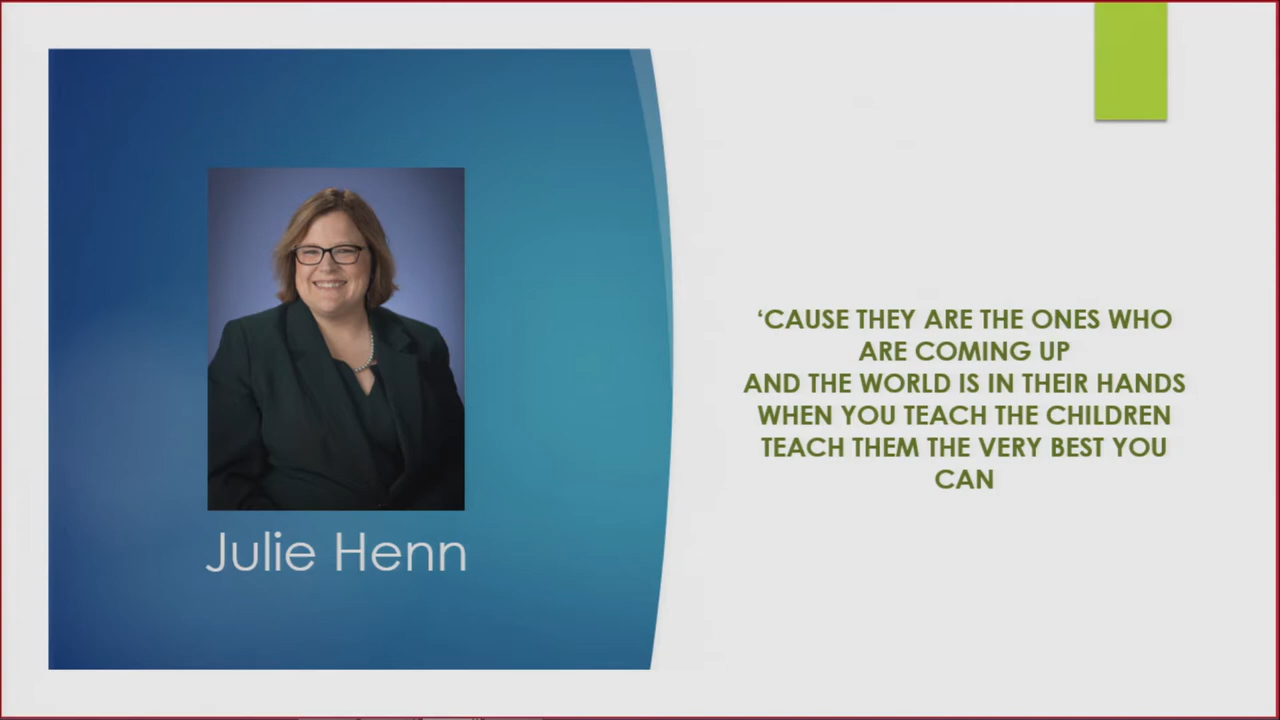 Julie Henn
‘CAUSE THEY ARE THE ONES WHO
ARE COMING UP
AND THE WORLD IS IN THEIR HANDS
WHEN YOU TEACH THE CHILDREN
TEACH THEM THE VERY BEST YOU
CAN